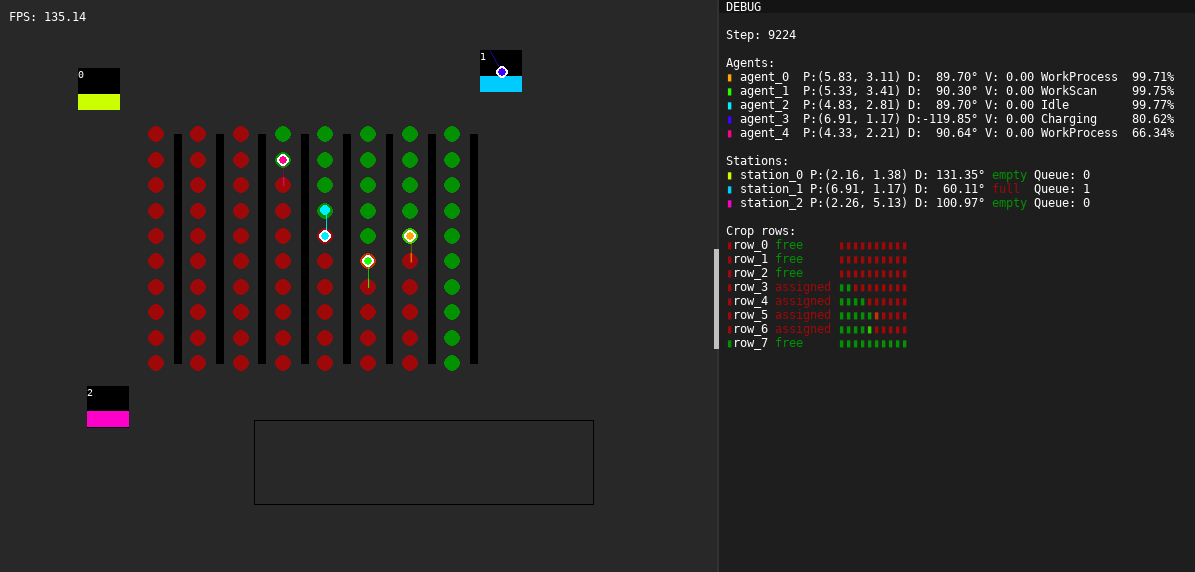 FPS: 135.14
0
1
2
DEBUG
Step: 9224
Agents:
agent_0 P:(5.83, 3.11) D: 89.70° V: 0.00 WorkProcess 99.71%
agent_1 P:(5.33, 3.41) D: 90.30° V: 0.00 WorkScan 99.75%
agent_2 P:(4.83, 2.81) D: 89.70° V: 0.00 Idle 99.77%
agent_3 P:(6.91, 1.17) D:-119.85° V: 0.00 Charging 80.62%
agent_4 P:(4.33, 2.21) D: 90.64° V: 0.00 WorkProcess 66.34%
Stations:
station_0 P:(2.16, 1.38) D: 131.35° empty Queue: 0
station_1 P:(6.91, 1.17) D: 60.11° full Queue: 1
station_2 P:(2.26, 5.13) D: 100.97° empty Queue: 0
Crop rows:
row_0 free
row_1 free
row_2 free
row_3 assigned
row_4 assigned
row_5 assigned
row_6 assigned
row_7 free